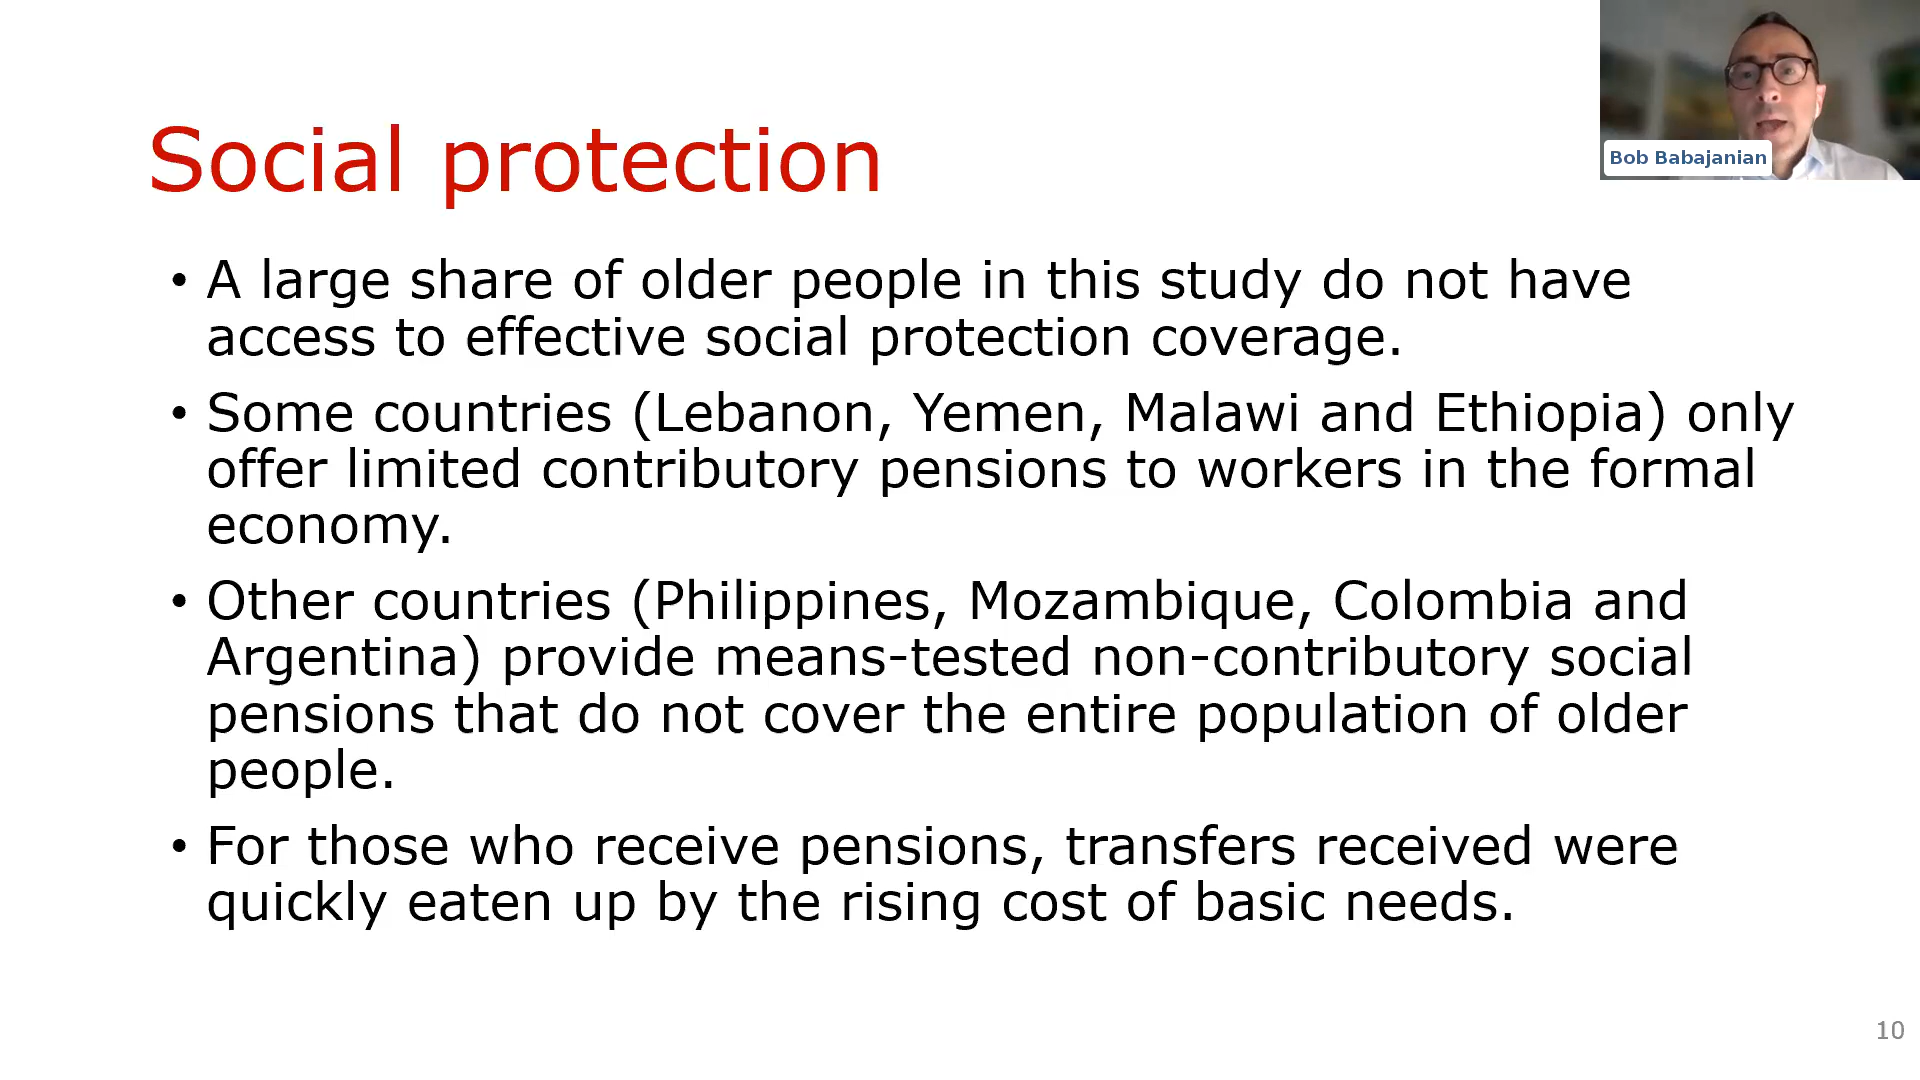 Bob Babajanian
Social protection
• A large share of older people in this study do not have
access to effective social protection coverage.
• Some countries (Lebanon, Yemen, Malawi and Ethiopia) only
offer limited contributory pensions to workers in the formal
economy.
• Other countries (Philippines, Mozambique, Colombia and
Argentina) provide means-tested non-contributory social
pensions that do not cover the entire population of older
people.
• For those who receive pensions, transfers received were
quickly eaten up by the rising cost of basic needs.
10